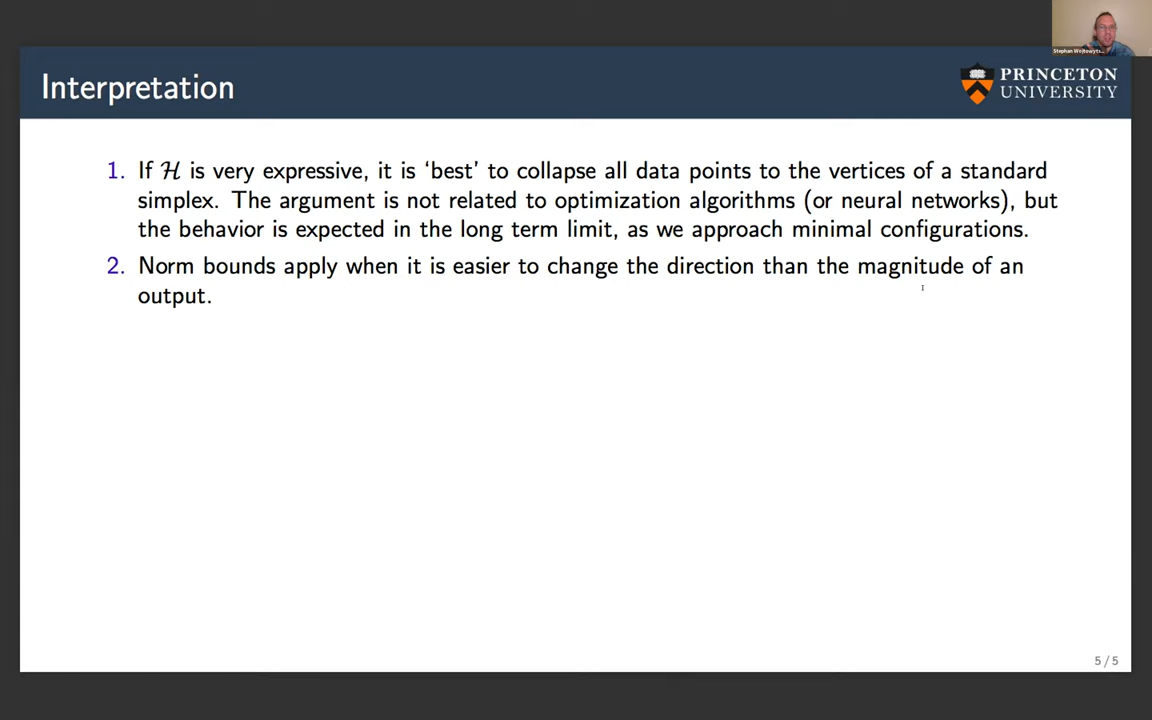 Stephan Wojtowyts...
Interpretation
PRINCETON
UNIVERSITY
1. If ℋ is very expressive, it is ‘best’ to collapse all data points to the vertices of a standard
simplex. The argument is not related to optimization algorithms (or neural networks), but
the behavior is expected in the long term limit, as we approach minimal configurations.
2. Norm bounds apply when it is easier to change the direction than the magnitude of an
output.
5 / 5